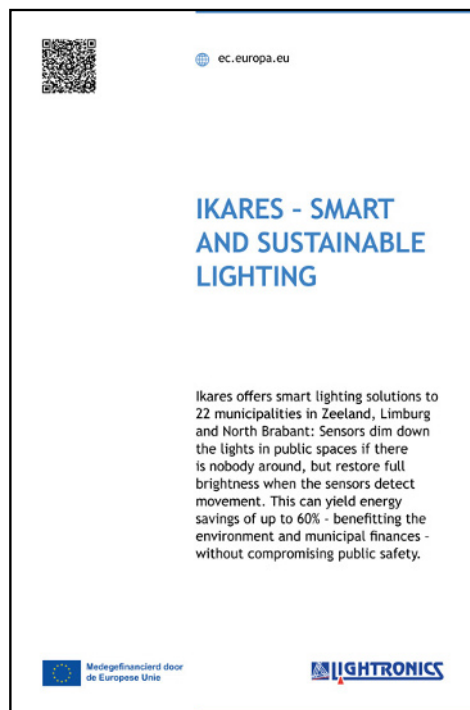 ec.europa.eu
IKARES - SMART
AND SUSTAINABLE
LIGHTING
Ikares offers smart lighting solutions to
22 municipalities in Zeeland, Limburg
and North Brabant: Sensors dim down
the lights in public spaces if there
is nobody around, but restore full
brightness when the sensors detect
movement. This can yield energy
savings of up to 60% - benefitting the
environment and municipal finances -
without compromising public safety.
Medegefinancierd door
de Europese Unie
LIGHTRONICS